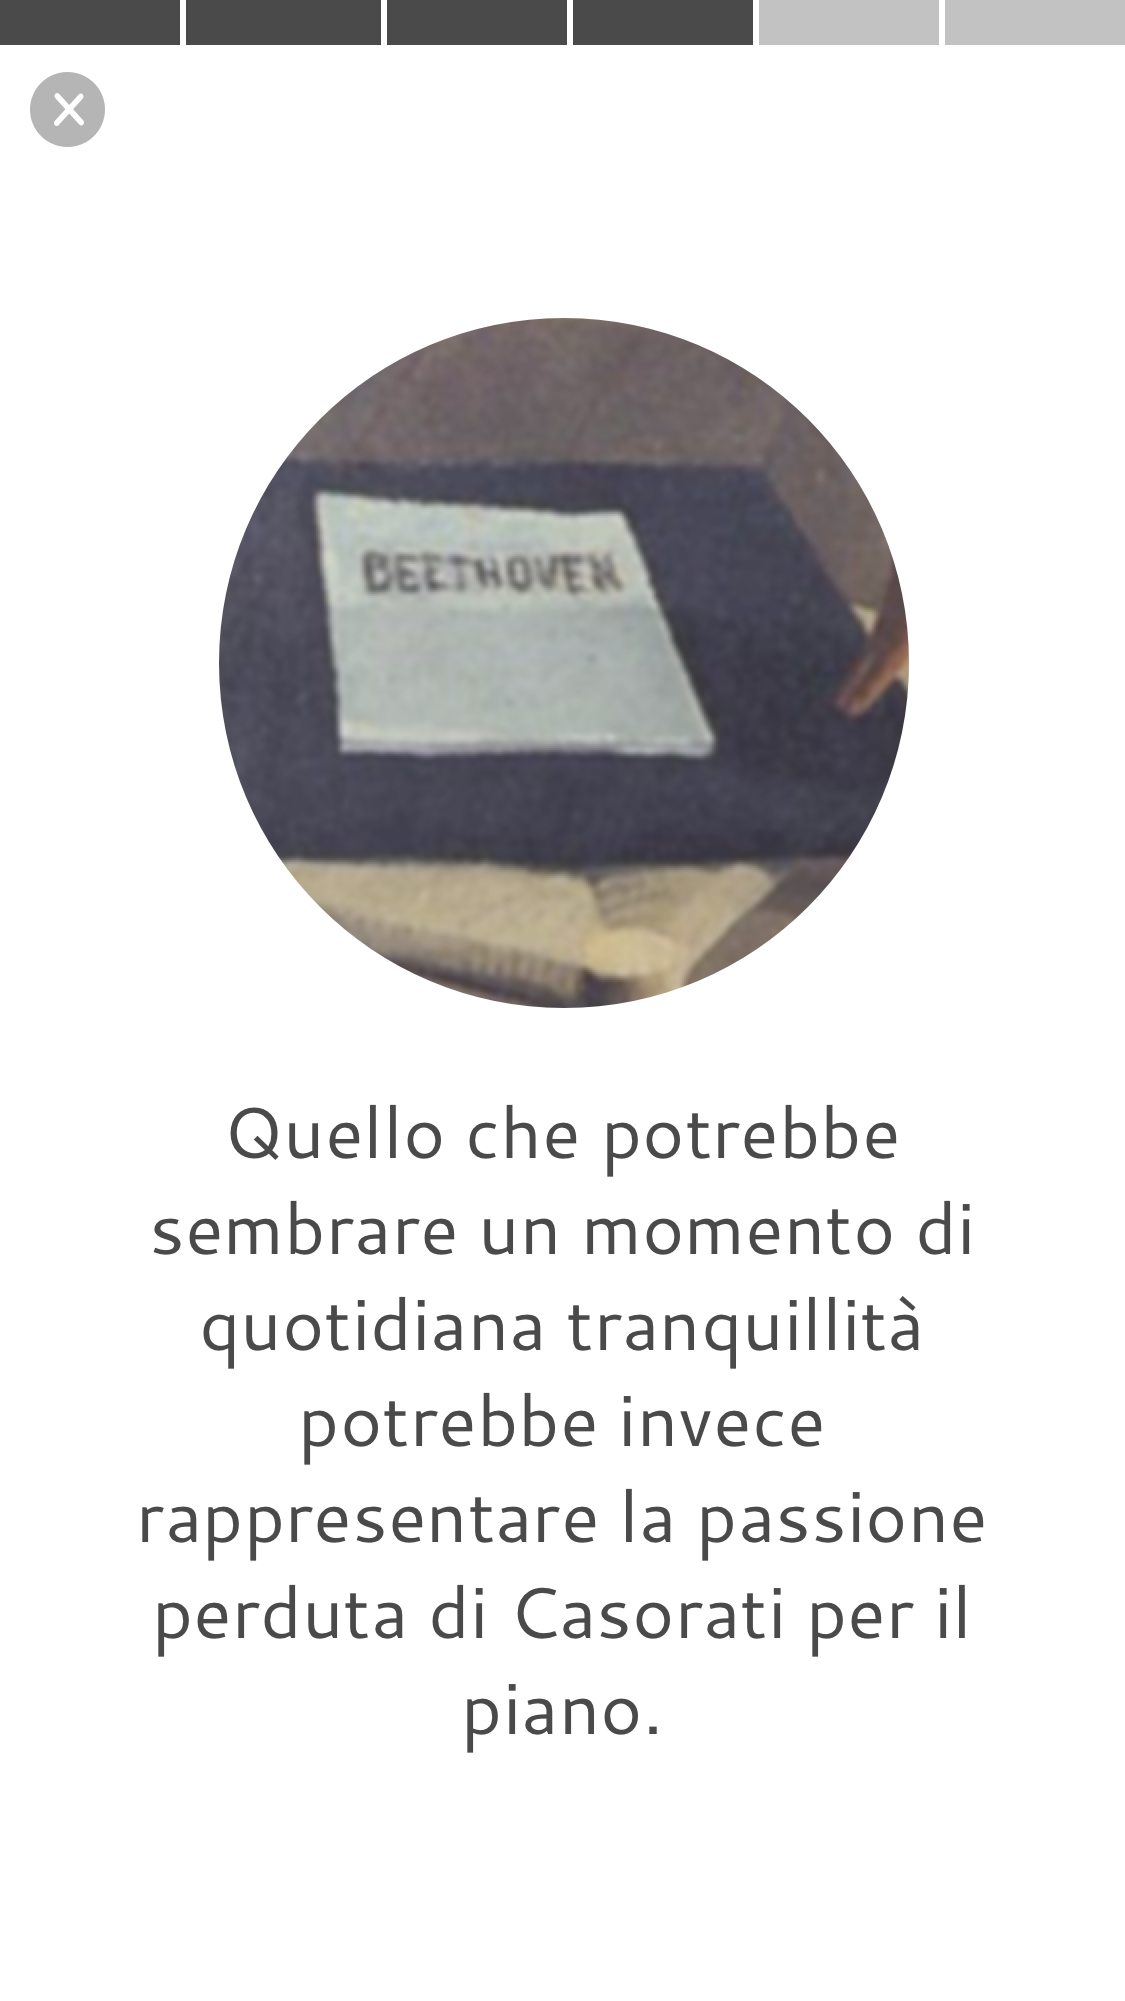 BEETHOVEN
Quello che potrebbe
sembrare un momento di
quotidiana tranquillità
potrebbe invece
rappresentare la passione
perduta di Casorati per il
piano.